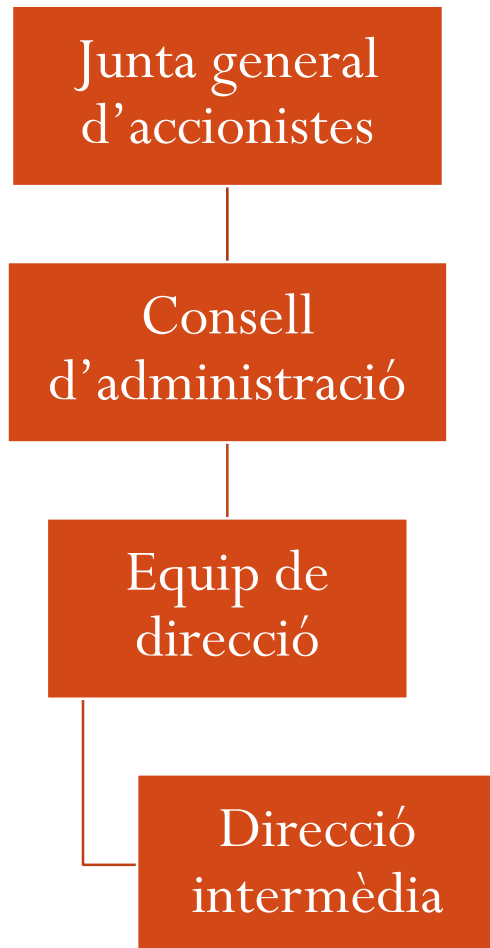 Junta general
d’accionistes
Consell
d’administració
Equip de
direcció
Direcció
intermèdia